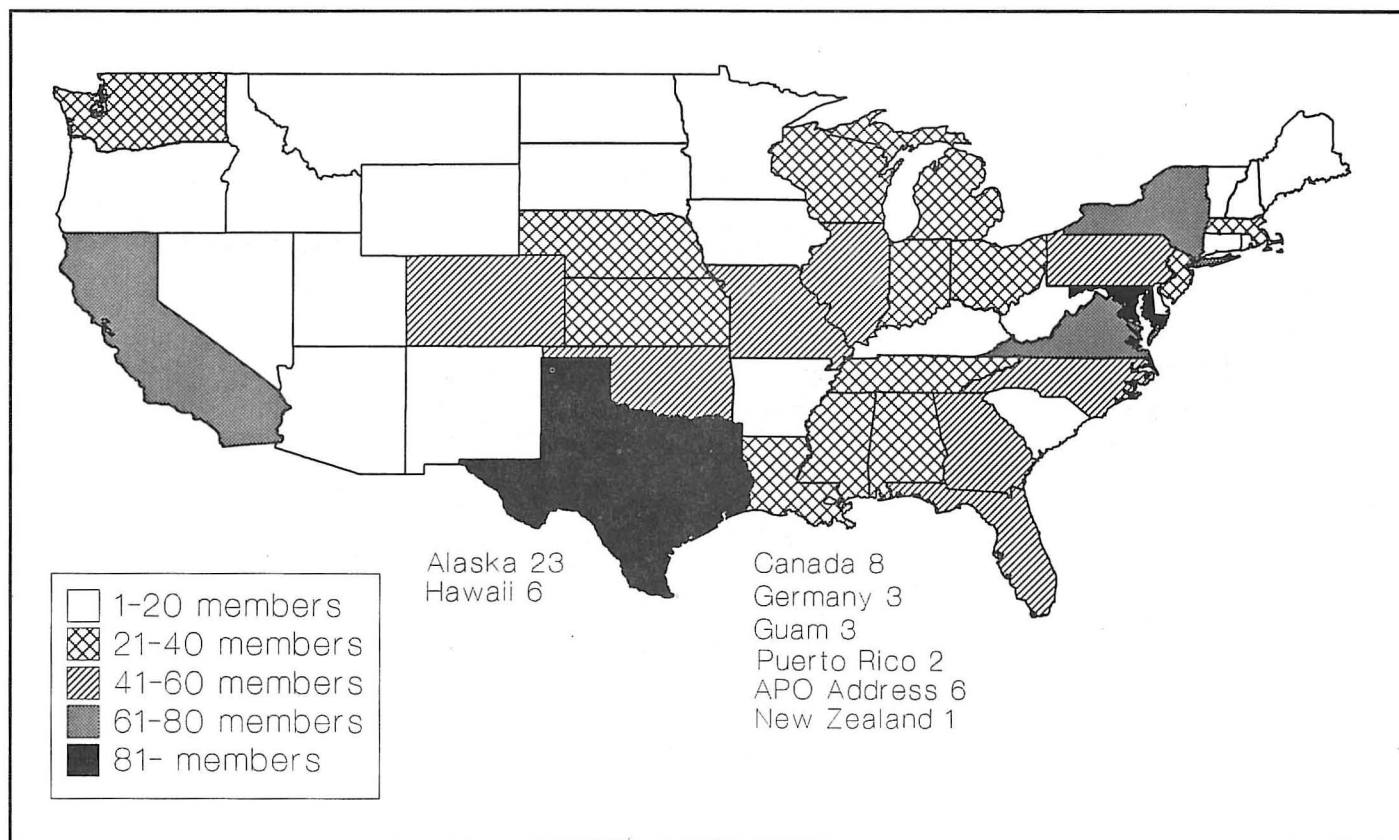 Alaska 23
Hawaii 6
Canada 8
Germany 3
Guam 3
Puerto Rico 2
APO Address 6
New Zealand 1
1-20 members
21-40 members
41-60 members
61-80 members
81- members